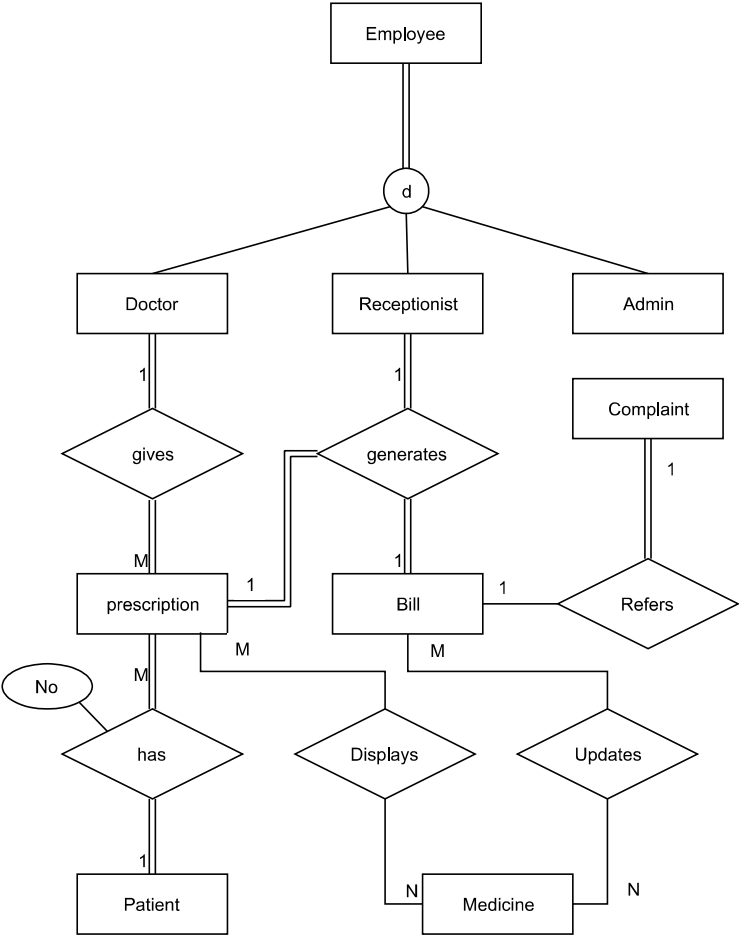 Employee
d
Doctor
Receptionist
Admin
1
1
Complaint
gives
generates
1
M
1
1
1
prescription
Bill
Refers
M
M
M
No
has
Displays
Updates
1
N
N
Patient
Medicine